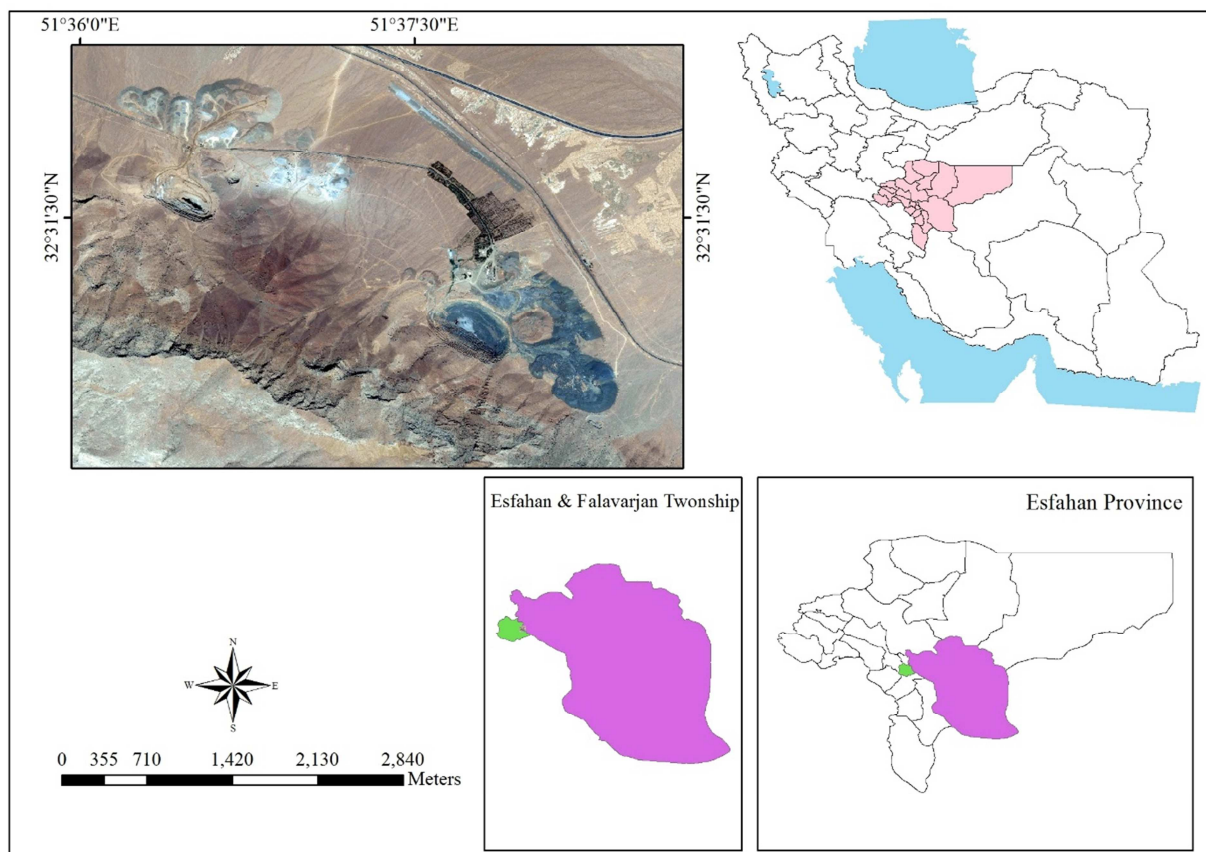 51°36'0"E
51°37'30"E
32°31'30"N
32°31'30"N
Esfahan & Falavarjan Twonship
Esfahan Province
N
W
E
S
0 355 710 1,420 2,130 2,840
Meters